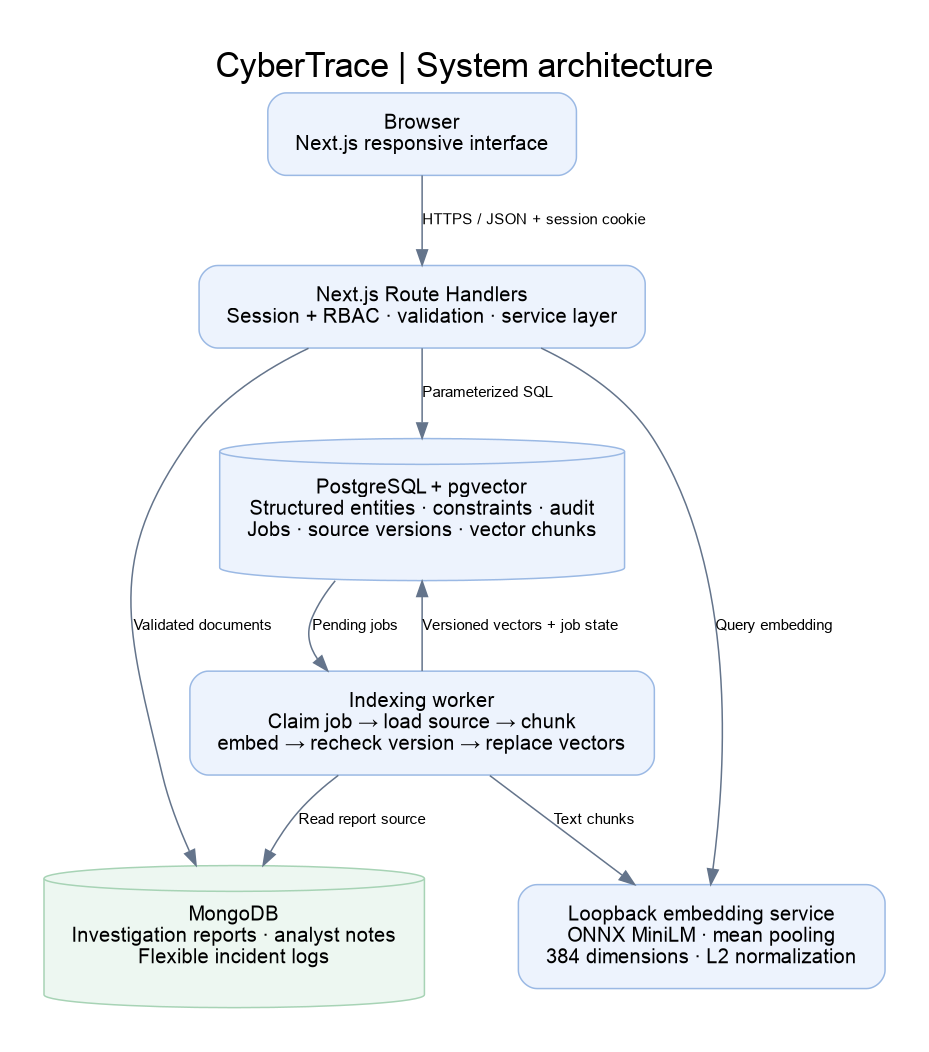 CyberTrace | System architecture
Browser
Next.js responsive interface
HTTPS / JSON + session cookie
Next.js Route Handlers
Session + RBAC · validation · service layer
Parameterized SQL
PostgreSQL + pgvector
Structured entities · constraints · audit
Jobs · source versions · vector chunks
Validated documents
Pending jobs
Versioned vectors + job state
Query embedding
Indexing worker
Claim job → load source → chunk
embed → recheck version → replace vectors
Read report source
Text chunks
MongoDB
Investigation reports · analyst notes
Flexible incident logs
Loopback embedding service
ONNX MiniLM · mean pooling
384 dimensions · L2 normalization